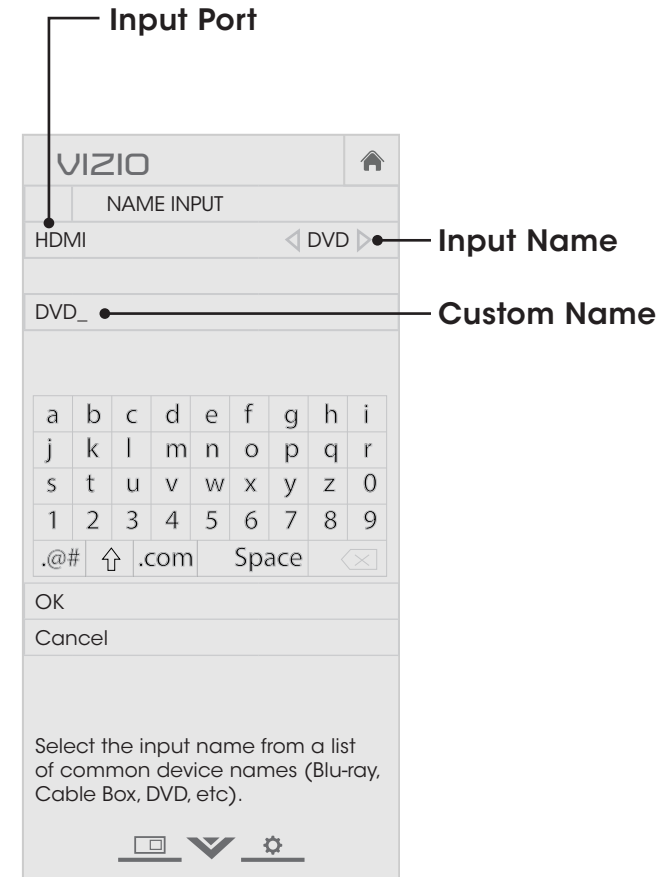 Input Port
VIZIO
NAME INPUT
HDMI DVD Input Name
DVD_ Custom Name
a b c d e f g h i
j k l m n o p q r
s t u v w x y z 0
1 2 3 4 5 6 7 8 9
.@# .com Space
OK
Cancel
Select the input name from a list
of common device names (Blu-ray,
Cable Box, DVD, etc).